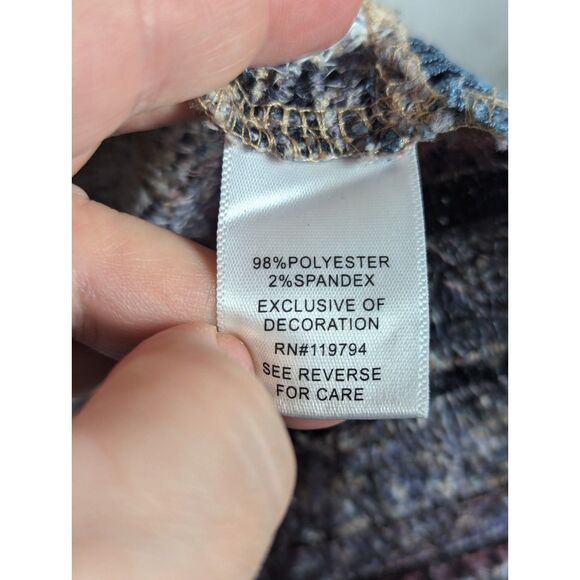 98%POLYESTER
2%SPANDEX
EXCLUSIVE OF
DECORATION
RN#119794
SEE REVERSE
FOR CARE